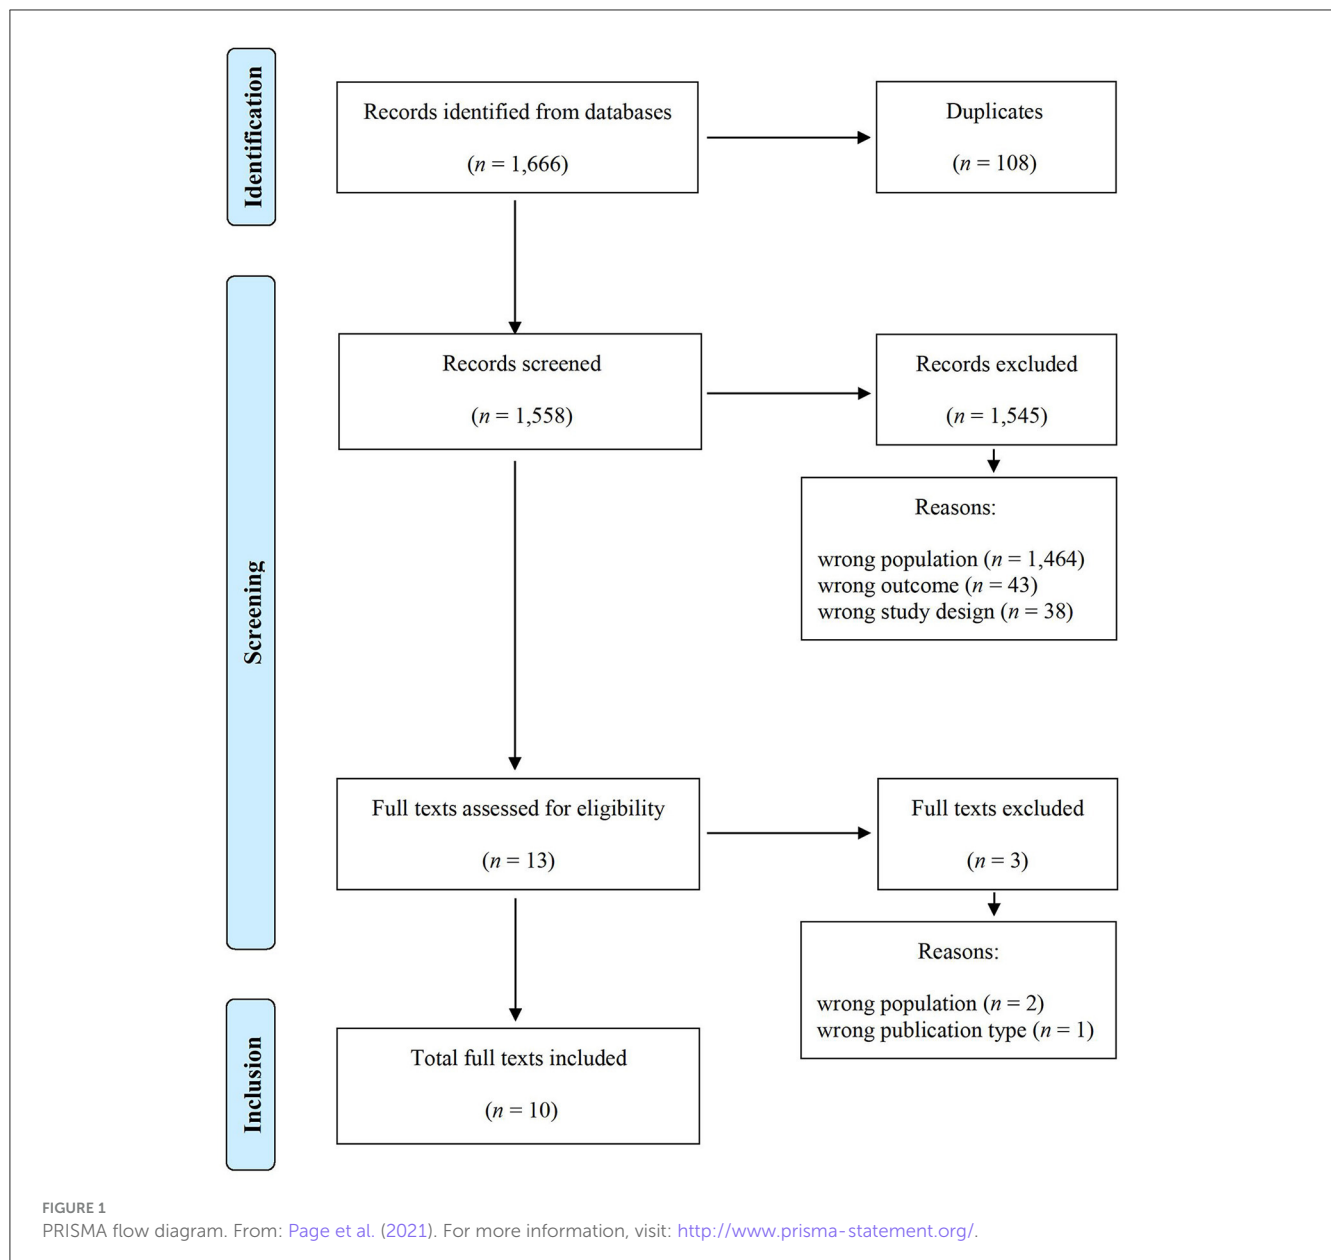 Identification
Records identified from databases
(n = 1,666)
Duplicates
(n = 108)
Screening
Records screened
(n = 1,558)
Records excluded
(n = 1,545)
Reasons:
wrong population (n = 1,464)
wrong outcome (n = 43)
wrong study design (n = 38)
Full texts assessed for eligibility
(n = 13)
Full texts excluded
(n = 3)
Reasons:
wrong population (n = 2)
wrong publication type (n = 1)
Inclusion
Total full texts included
(n = 10)
FIGURE 1
PRISMA flow diagram. From: Page et al. (2021). For more information, visit: http://www.prisma-statement.org/.